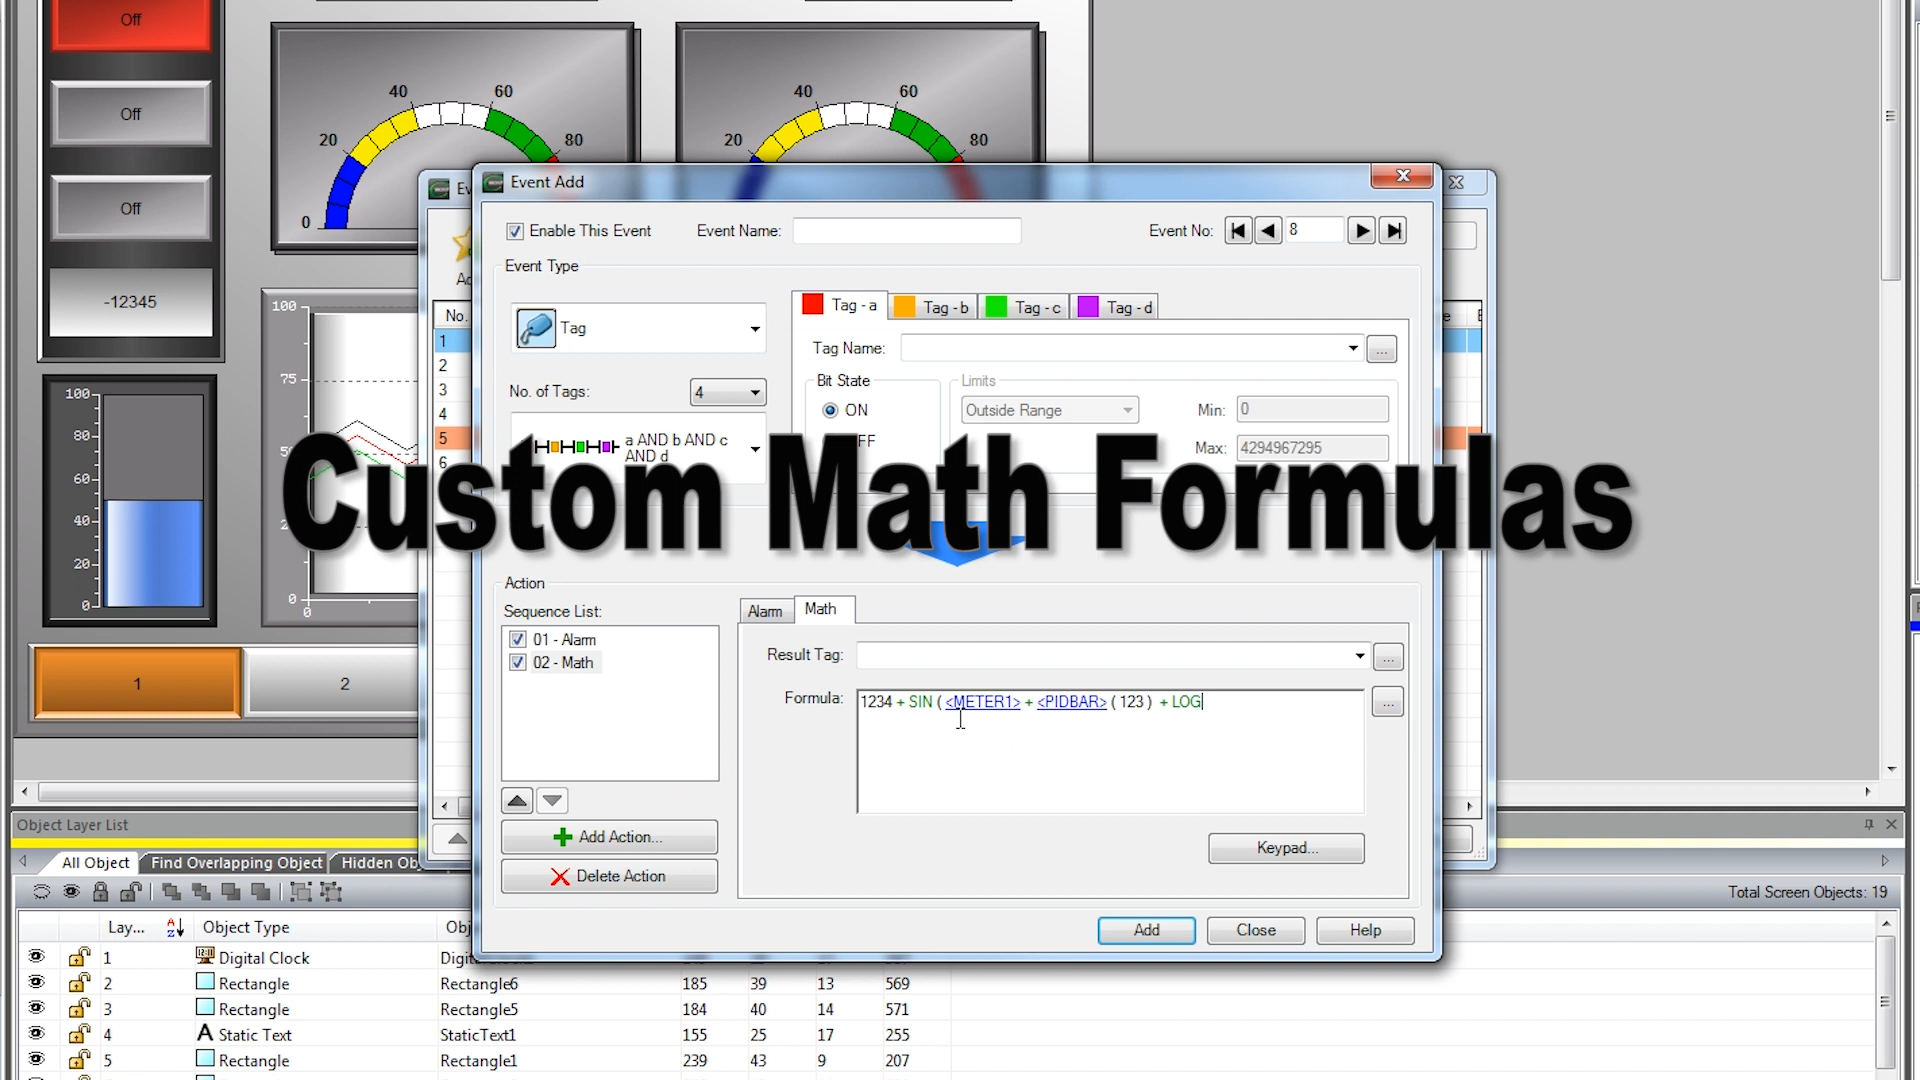 Off
Off
Off
-12345
20 40 60 80
0
20 40 60 80
100
80
60
40
20
0
100
75
0
0
1
2
Event Add
Enable This Event
Event Name:
Event No: 8
Event Type
Tag
No. of Tags: 4
a AND b AND c
AND d
Tag - a
Tag - b
Tag - c
Tag - d
Tag Name:
...
Bit State
ON
Limits
Outside Range
Min: 0
Max: 4294967295
No.
1
2
3
4
5
6
Custom Math Formulas
Action
Sequence List:
01 - Alarm
02 - Math
Add Action...
Delete Action
Alarm
Math
Result Tag:
...
Formula: 1234 + SIN ( <METER1> + <PIDBAR> ( 123 ) + LOG
...
Keypad...
Add
Close
Help
Object Layer List
All Object
Find Overlapping Object
Total Screen Objects: 19
Lay...
Object Type
1 Digital Clock
2 Rectangle Rectangle6 185 39 13 569
3 Rectangle Rectangle5 184 40 14 571
4 Static Text StaticText1 155 25 17 255
5 Rectangle Rectangle1 239 43 9 207